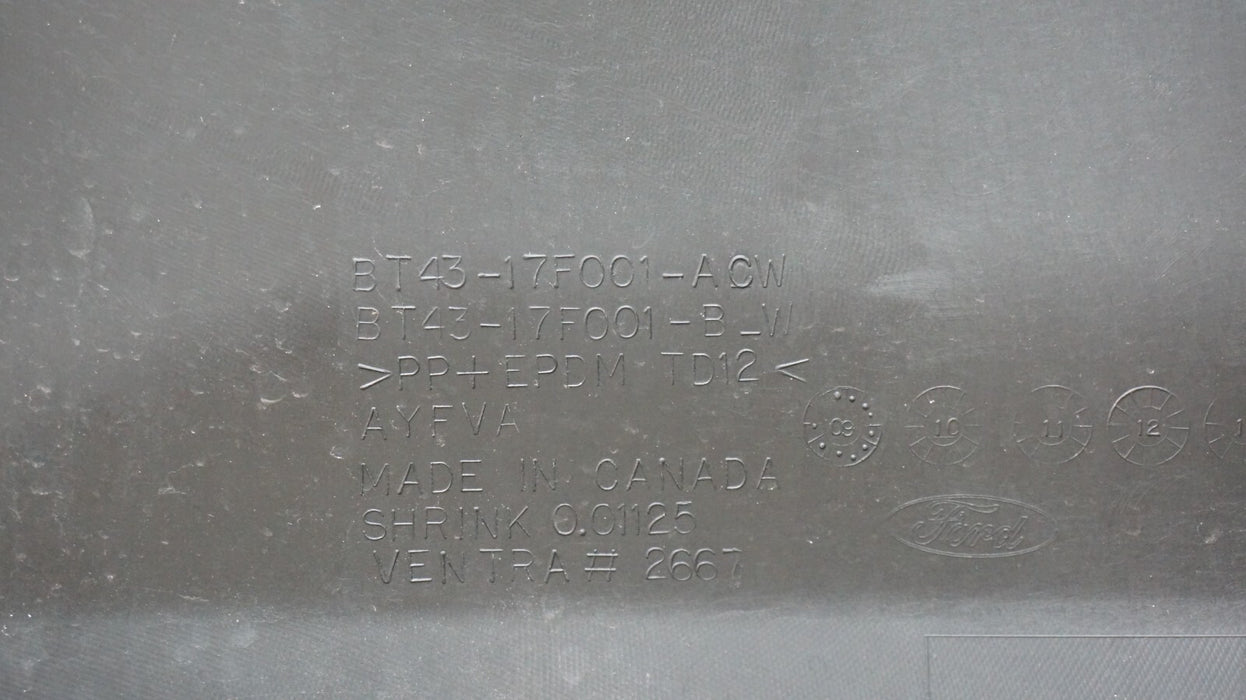 BT43-17F001-ACW
BT43-17F001-B_W
>PP+EPDM TD12<
AYFVA
MADE IN CANADA
SHRINK 0.01125
VENTRA# 2667
09 10 11 12
Ford